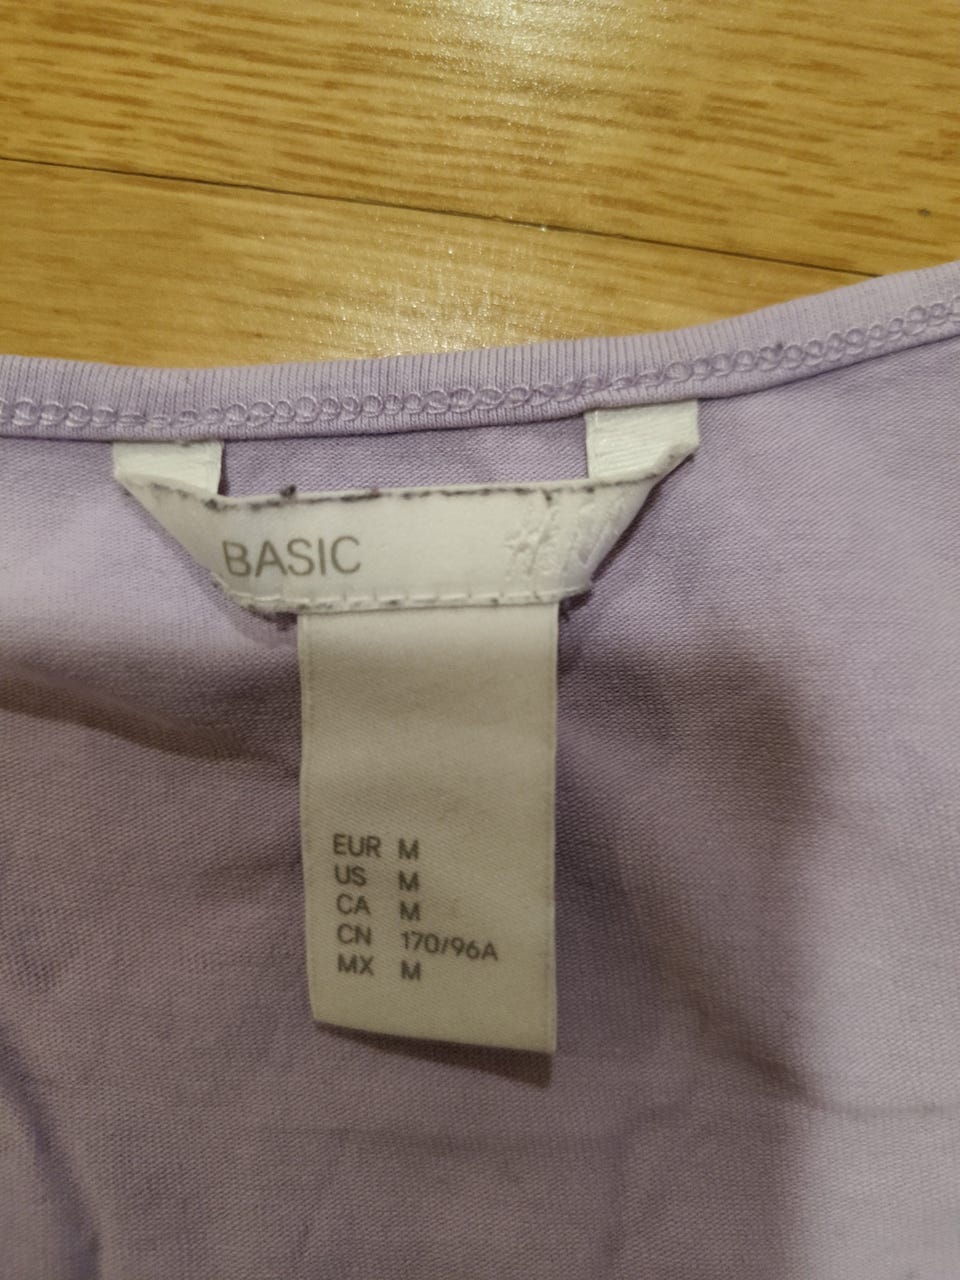 BASIC
EUR M
US M
CA M
CN 170/96A
MX M